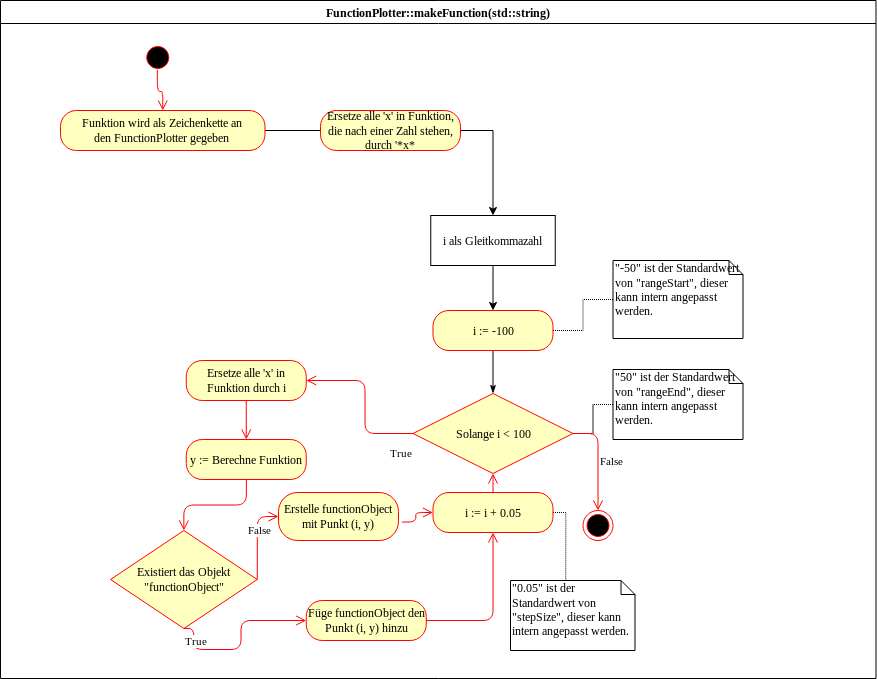 FunctionPlotter::makeFunction(std::string)
Funktion wird als Zeichenkette an
den FunctionPlotter gegeben
Ersetze alle 'x' in Funktion,
die nach einer Zahl stehen,
durch '*x*
i als Gleitkommazahl
i := -100
"-50" ist der Standardwert
von "rangeStart", dieser
kann intern angepasst
werden.
"50" ist der Standardwert
von "rangeEnd", dieser
kann intern angepasst
werden.
Solange i < 100
True
False
Ersetze alle 'x' in
Funktion durch i
y := Berechne Funktion
Existiert das Objekt
"functionObject"
False
True
Erstelle functionObject
mit Punkt (i, y)
Füge functionObject den
Punkt (i, y) hinzu
i := i + 0.05
"0.05" ist der
Standardwert von
"stepSize", dieser kann
intern angepasst werden.